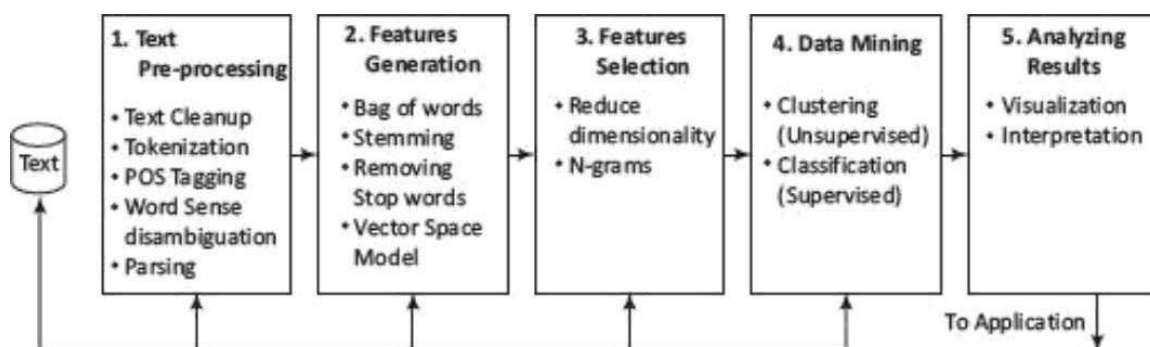 Text
1. Text
Pre-processing
• Text Cleanup
• Tokenization
• POS Tagging
• Word Sense
disambiguation
• Parsing
2. Features
Generation
• Bag of words
• Stemming
• Removing
Stop words
• Vector Space
Model
3. Features
Selection
• Reduce
dimensionality
• N-grams
4. Data Mining
• Clustering
(Unsupervised)
• Classification
(Supervised)
5. Analyzing
Results
• Visualization
• Interpretation
To Application